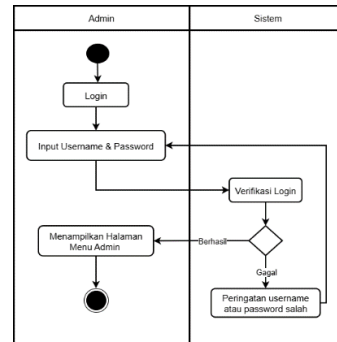 Admin
Sistem
Login
Input Username & Password
Verifikasi Login
Menampilkan Halaman
Menu Admin
Berhasil
Gagal
Peringatan username
atau password salah